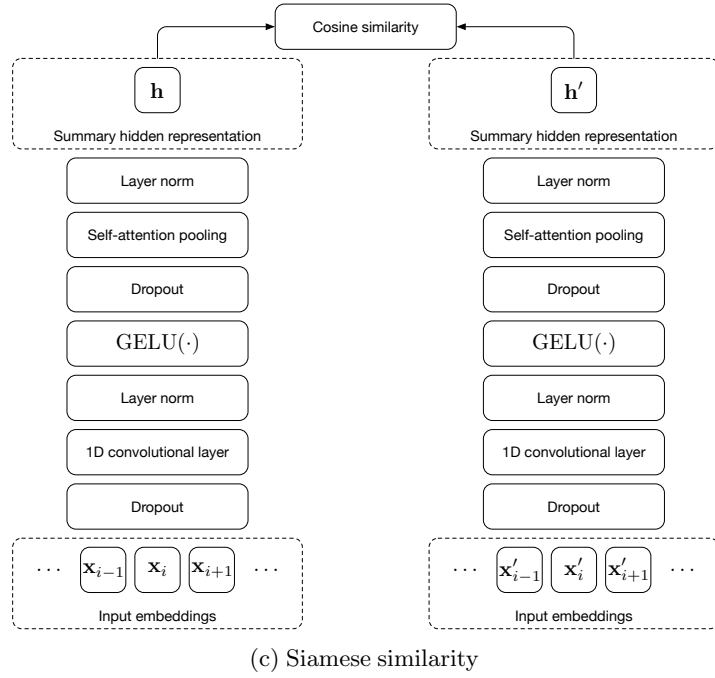 Cosine similarity
h
h′
Summary hidden representation
Summary hidden representation
Layer norm
Layer norm
Self-attention pooling
Self-attention pooling
Dropout
Dropout
GELU(·)
GELU(·)
Layer norm
Layer norm
1D convolutional layer
1D convolutional layer
Dropout
Dropout
··· x_{i−1} x_i x_{i+1} ···
··· x′_{i−1} x′_i x′_{i+1} ···
Input embeddings
Input embeddings
(c) Siamese similarity